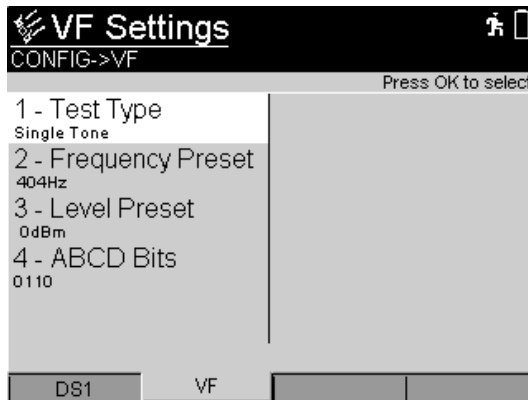 VF Settings
CONFIG->VF
Press OK to select
1 - Test Type
Single Tone
2 - Frequency Preset
404Hz
3 - Level Preset
0dBm
4 - ABCD Bits
0110
DS1 VF